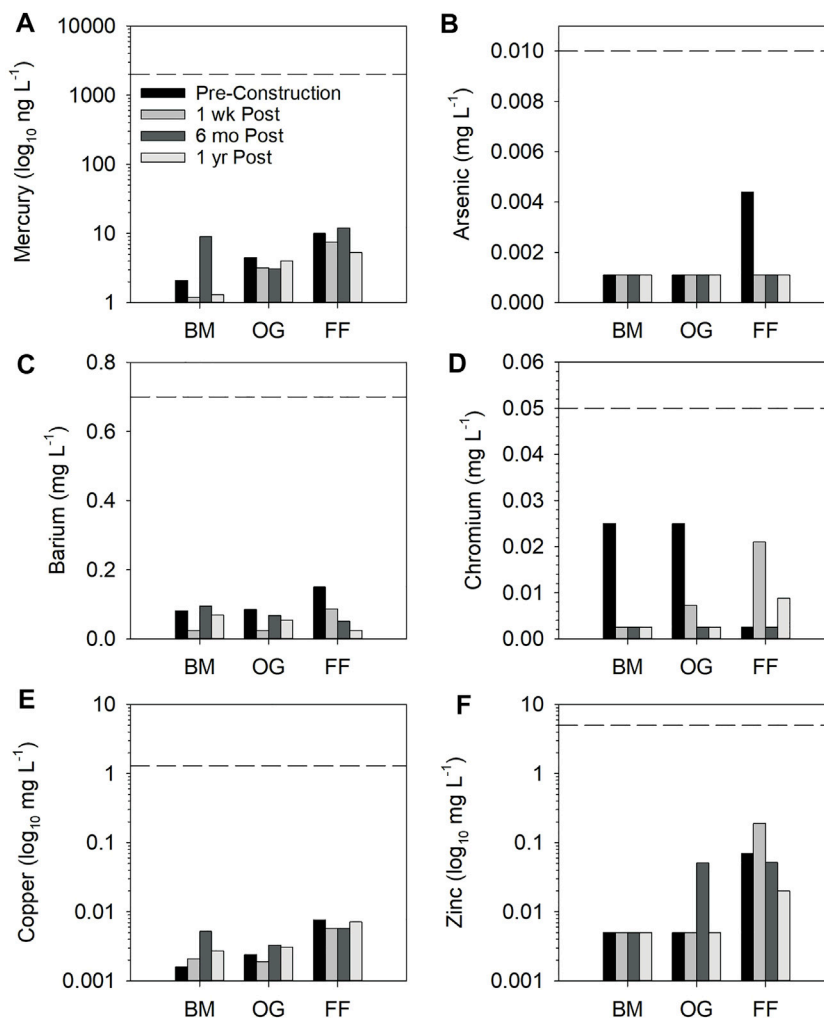 A
Mercury (log10 ng L-1)
10000
1000
100
10
1
Pre-Construction
1 wk Post
6 mo Post
1 yr Post
BM OG FF
B
Arsenic (mg L-1)
0.010
0.008
0.006
0.004
0.002
0.000
BM OG FF
C
Barium (mg L-1)
0.8
0.6
0.4
0.2
0.0
BM OG FF
D
Chromium (mg L-1)
0.06
0.05
0.04
0.03
0.02
0.01
0.00
BM OG FF
E
Copper (log10 mg L-1)
10
1
0.1
0.01
0.001
BM OG FF
F
Zinc (log10 mg L-1)
10
1
0.1
0.01
0.001
BM OG FF